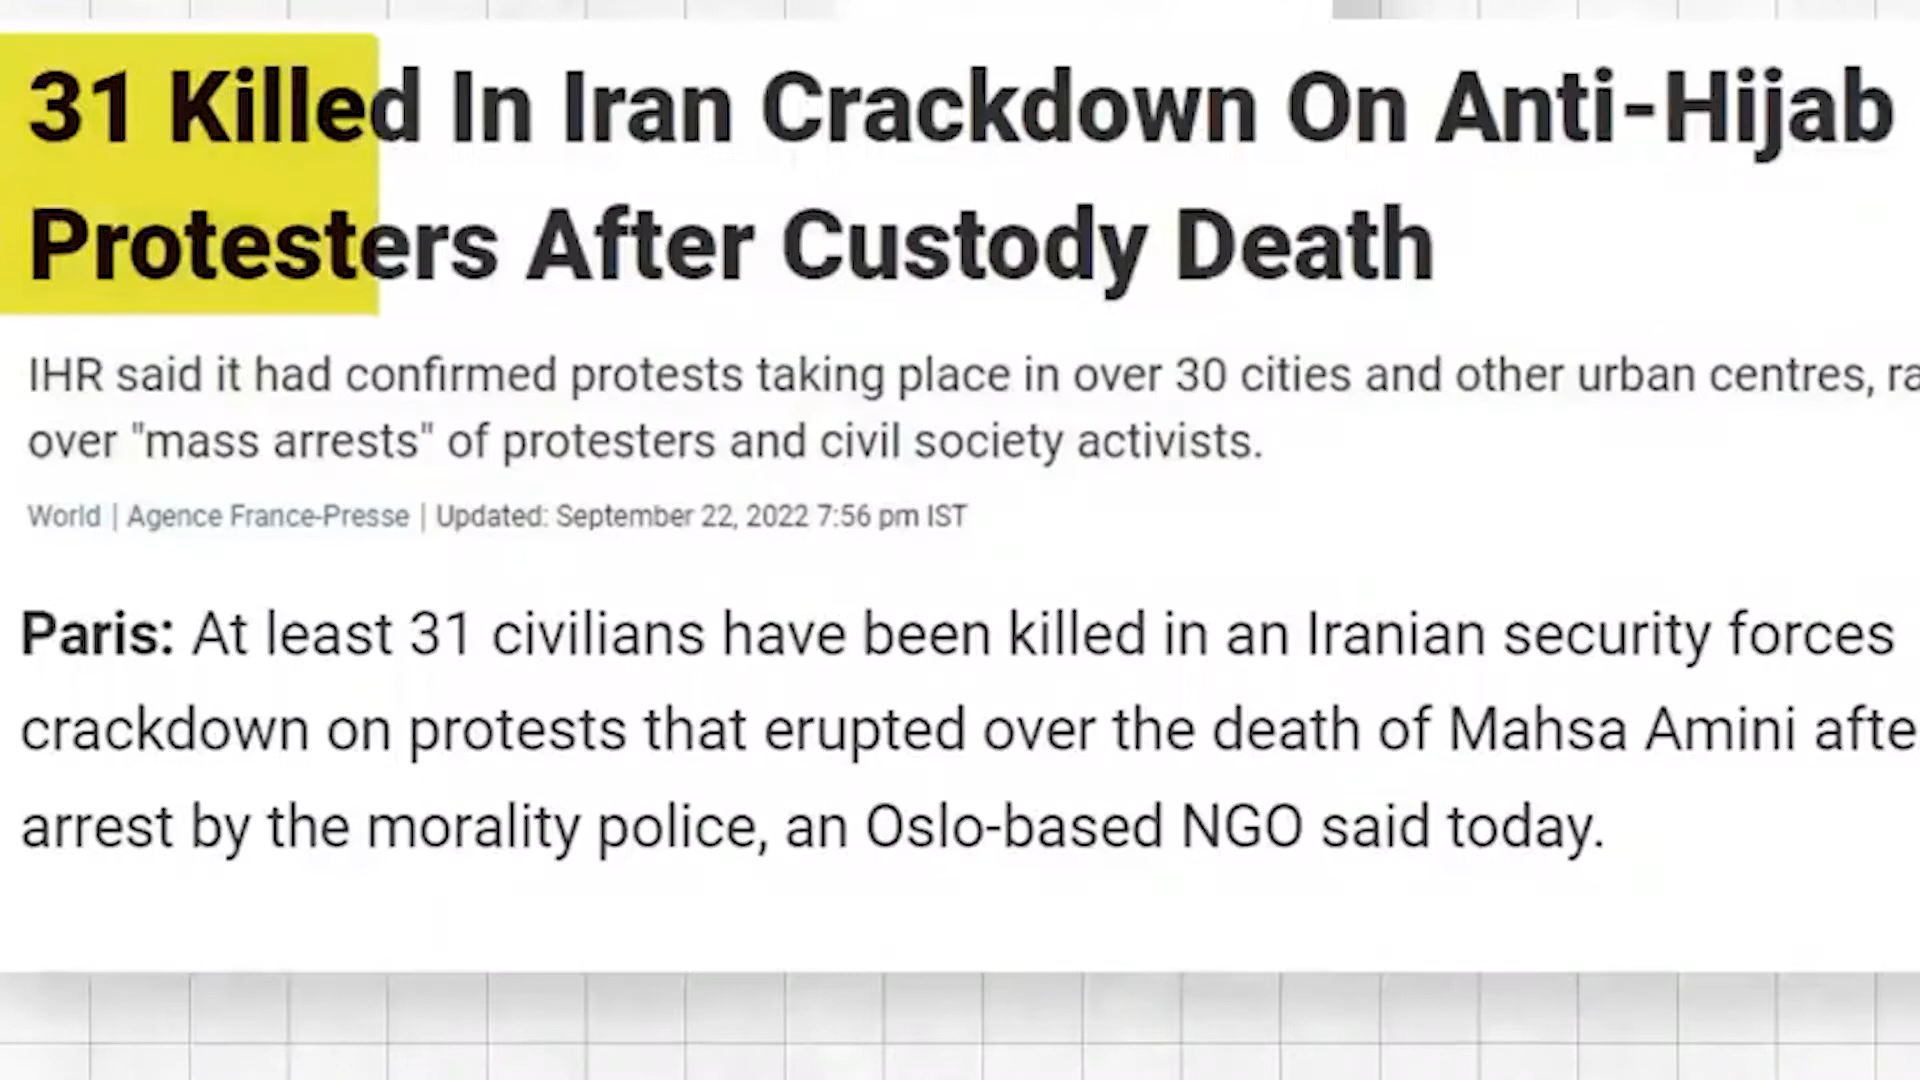 31 Killed In Iran Crackdown On Anti-Hijab
Protesters After Custody Death
IHR said it had confirmed protests taking place in over 30 cities and other urban centres, ra
over "mass arrests" of protesters and civil society activists.
World | Agence France-Presse | Updated: September 22, 2022 7:56 pm IST
Paris: At least 31 civilians have been killed in an Iranian security forces
crackdown on protests that erupted over the death of Mahsa Amini afte
arrest by the morality police, an Oslo-based NGO said today.